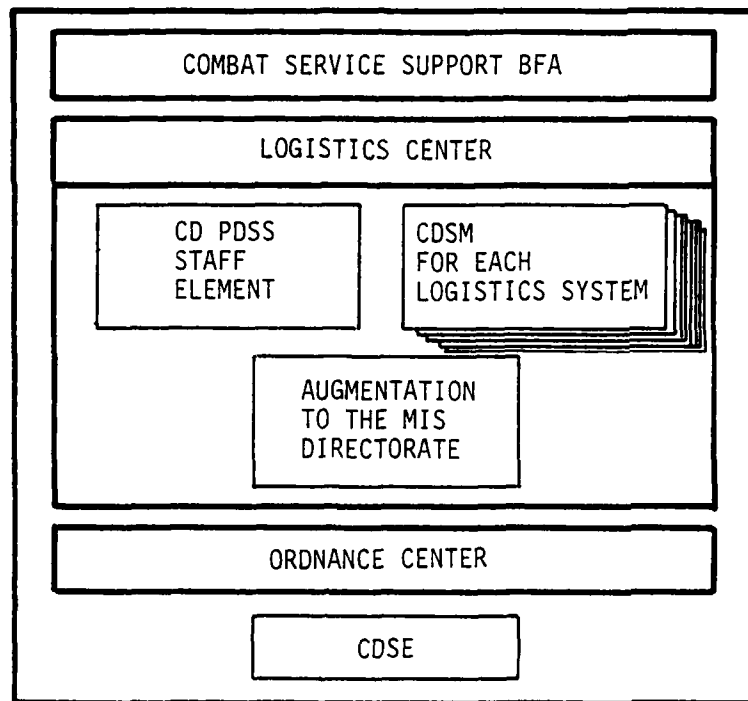 COMBAT SERVICE SUPPORT BFA
LOGISTICS CENTER
CD PDSS
STAFF
ELEMENT
CDSM
FOR EACH
LOGISTICS SYSTEM
AUGMENTATION
TO THE MIS
DIRECTORATE
ORDNANCE CENTER
CDSE